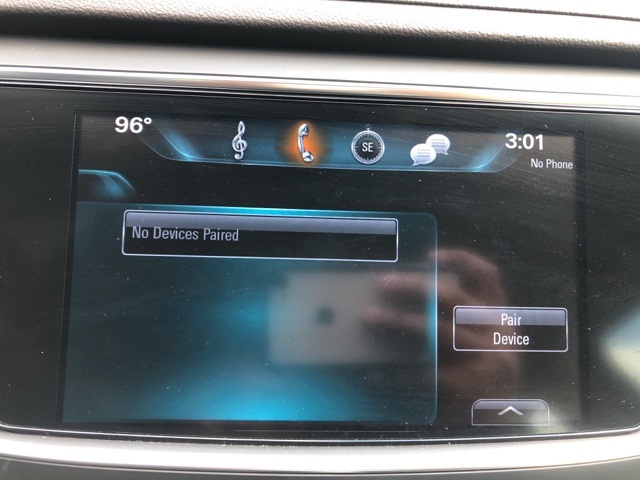 96°
SE
3:01
No Phone
No Devices Paired
Pair
Device